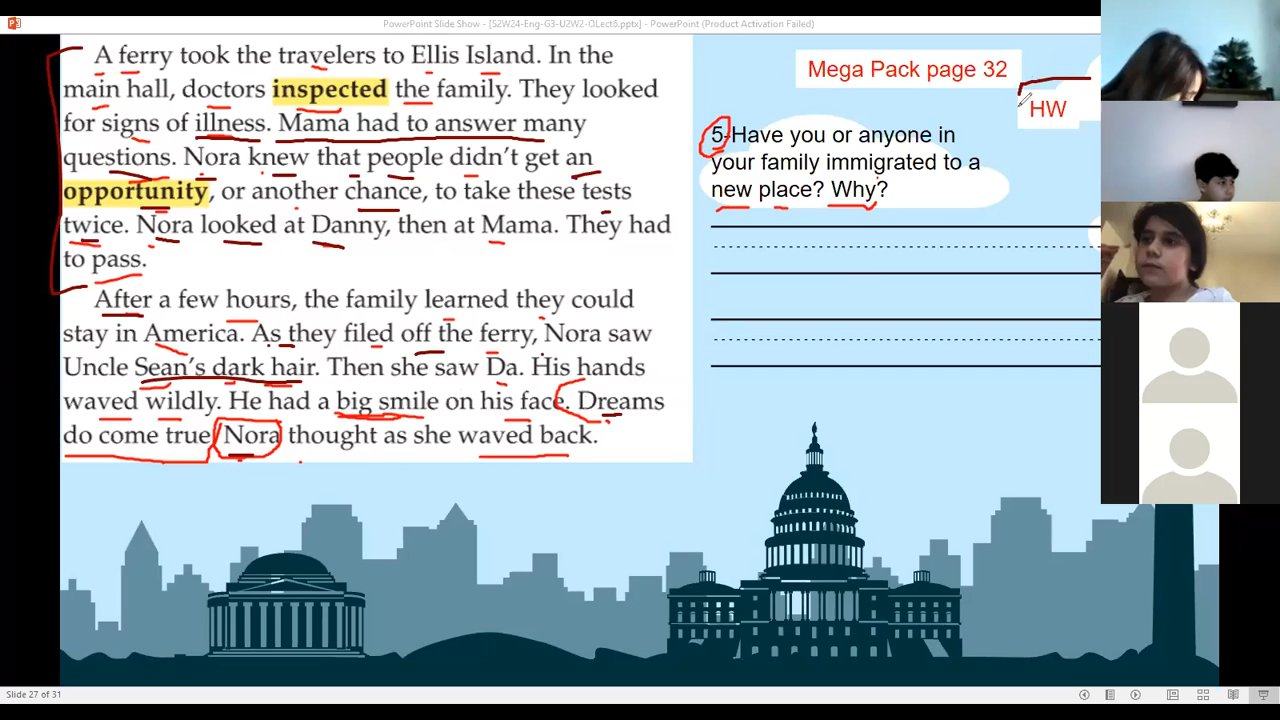 PowerPoint Slide Show - [S2W24-Eng-G3-U2W2-OLect6.pptx] - PowerPoint (Product Activation Failed)
A ferry took the travelers to Ellis Island. In the
main hall, doctors inspected the family. They looked
for signs of illness. Mama had to answer many
questions. Nora knew that people didn't get an
opportunity, or another chance, to take these tests
twice. Nora looked at Danny, then at Mama. They had
to pass.
After a few hours, the family learned they could
stay in America. As they filed off the ferry, Nora saw
Uncle Sean's dark hair. Then she saw Da. His hands
waved wildly. He had a big smile on his face. Dreams
do come true, Nora thought as she waved back.
Mega Pack page 32
HW
5-Have you or anyone in
your family immigrated to a
new place? Why?
Slide 27 of 31